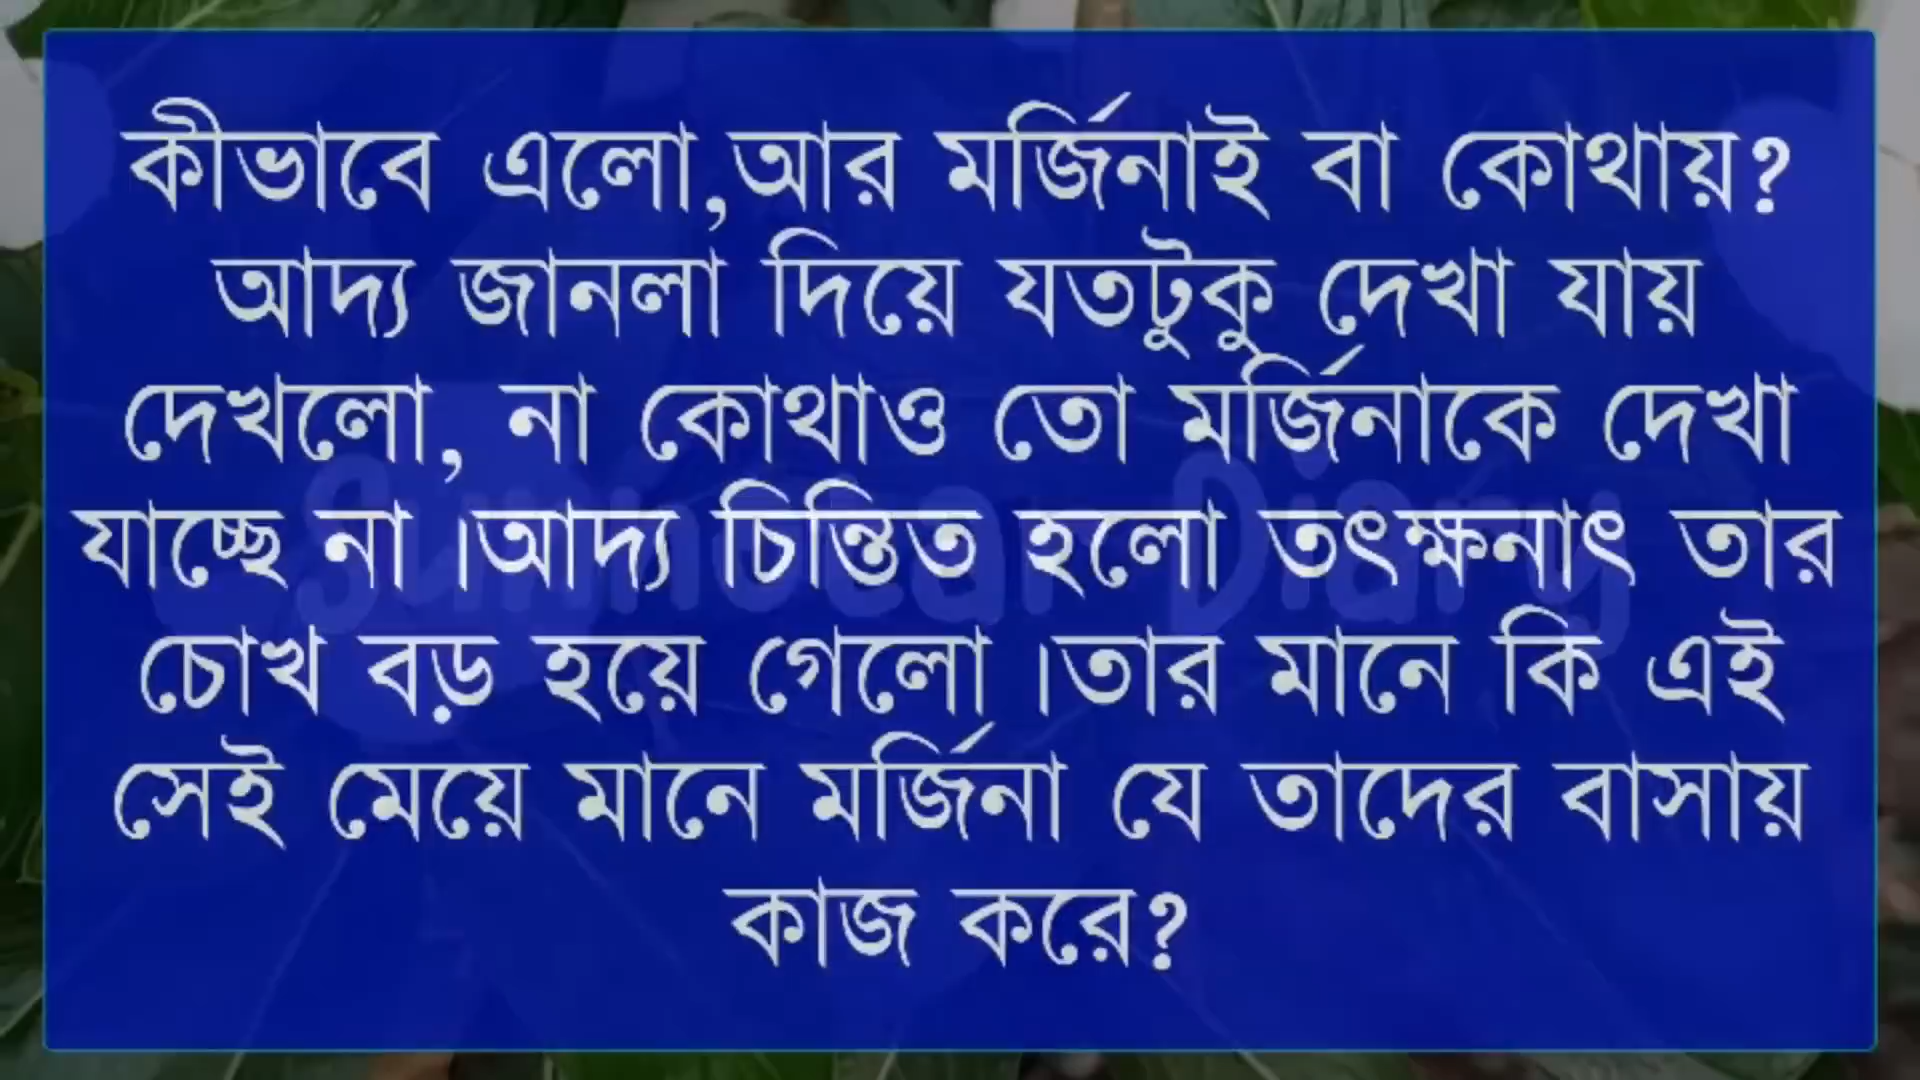 কীভাবে এলো,আর মর্জিনাই বা কোথায়?
আদ্য জানলা দিয়ে যতটুকু দেখা যায়
দেখলো, না কোথাও তো মর্জিনাকে দেখা
যাচ্ছে না।আদ্য চিন্তিত হলো তৎক্ষনাৎ তার
চোখ বড় হয়ে গেলো।তার মানে কি এই
সেই মেয়ে মানে মর্জিনা যে তাদের বাসায়
কাজ করে?